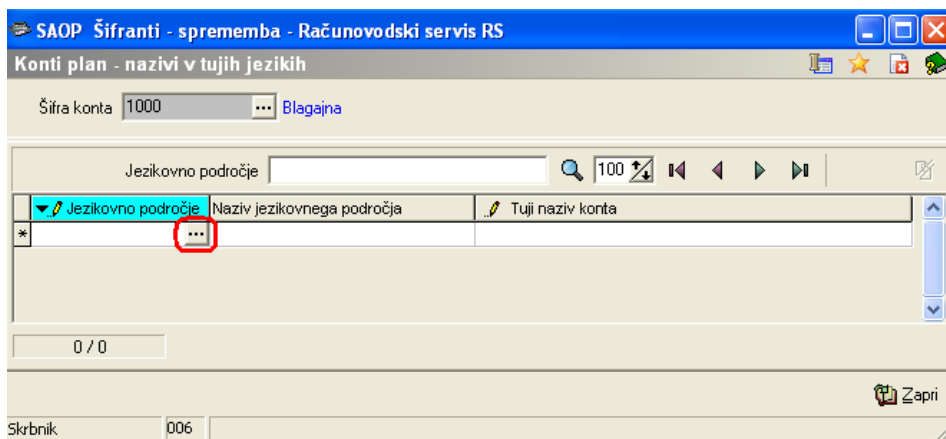 SAOP Šifranti - sprememba - Računovodski servis RS
Konti plan - nazivi v tujih jezikih
Šifra konta 1000 ... Blagajna
Jezikovno področje 100
Jezikovno področje Naziv jezikovnega področja Tuji naziv konta
* ...
0 / 0
Zapri
Skrbnik 006